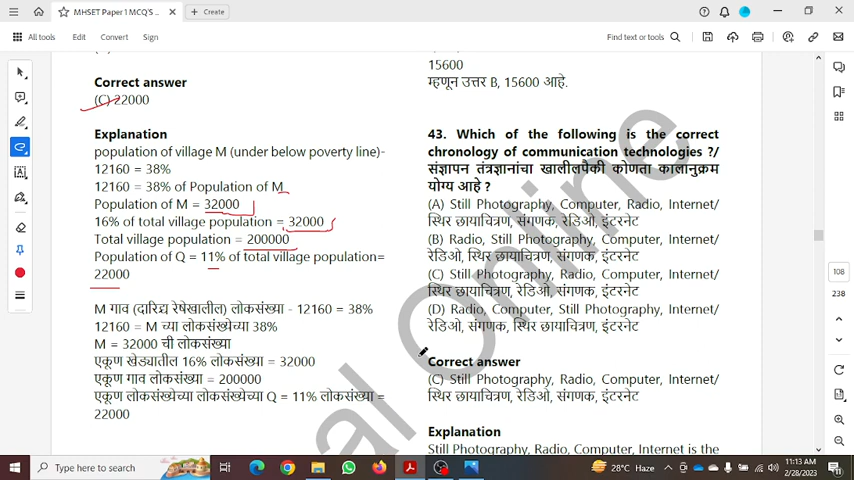 MHSET Paper 1 MCQ'S ...
Create
All tools
Edit
Convert
Sign
Find text or tools
Correct answer
(C) 22000
Explanation
population of village M (under below poverty line)-
12160 = 38%
12160 = 38% of Population of M
Population of M = 32000
16% of total village population = 32000
Total village population = 200000
Population of Q = 11% of total village population=
22000
M गाव (दारिद्र्य रेषेखालील) लोकसंख्या - 12160 = 38%
12160 = M च्या लोकसंख्येच्या 38%
M = 32000 ची लोकसंख्या
एकूण खेड्यातील 16% लोकसंख्या = 32000
एकूण गाव लोकसंख्या = 200000
एकूण लोकसंख्येच्या लोकसंख्येच्या Q = 11% लोकसंख्या =
22000
15600
म्हणून उत्तर B, 15600 आहे.
43. Which of the following is the correct
chronology of communication technologies ?/
संज्ञापन तंत्रज्ञानांचा खालीलपैकी कोणता कालानुक्रम
योग्य आहे ?
(A) Still Photography, Computer, Radio, Internet/
स्थिर छायाचित्रण, संगणक, रेडिओ, इंटरनेट
(B) Radio, Still Photography, Computer, Internet/
रेडिओ, स्थिर छायाचित्रण, संगणक, इंटरनेट
(C) Still Photography, Radio, Computer, Internet/
स्थिर छायाचित्रण, रेडिओ, संगणक, इंटरनेट
(D) Radio, Computer, Still Photography, Internet/
रेडिओ, संगणक, स्थिर छायाचित्रण, इंटरनेट
Correct answer
(C) Still Photography, Radio, Computer, Internet/
स्थिर छायाचित्रण, रेडिओ, संगणक, इंटरनेट
Explanation
Still Photography, Radio, Computer, Internet is the
al Online
108
238
Type here to search
28°C Haze
11:13 AM
2/28/2023